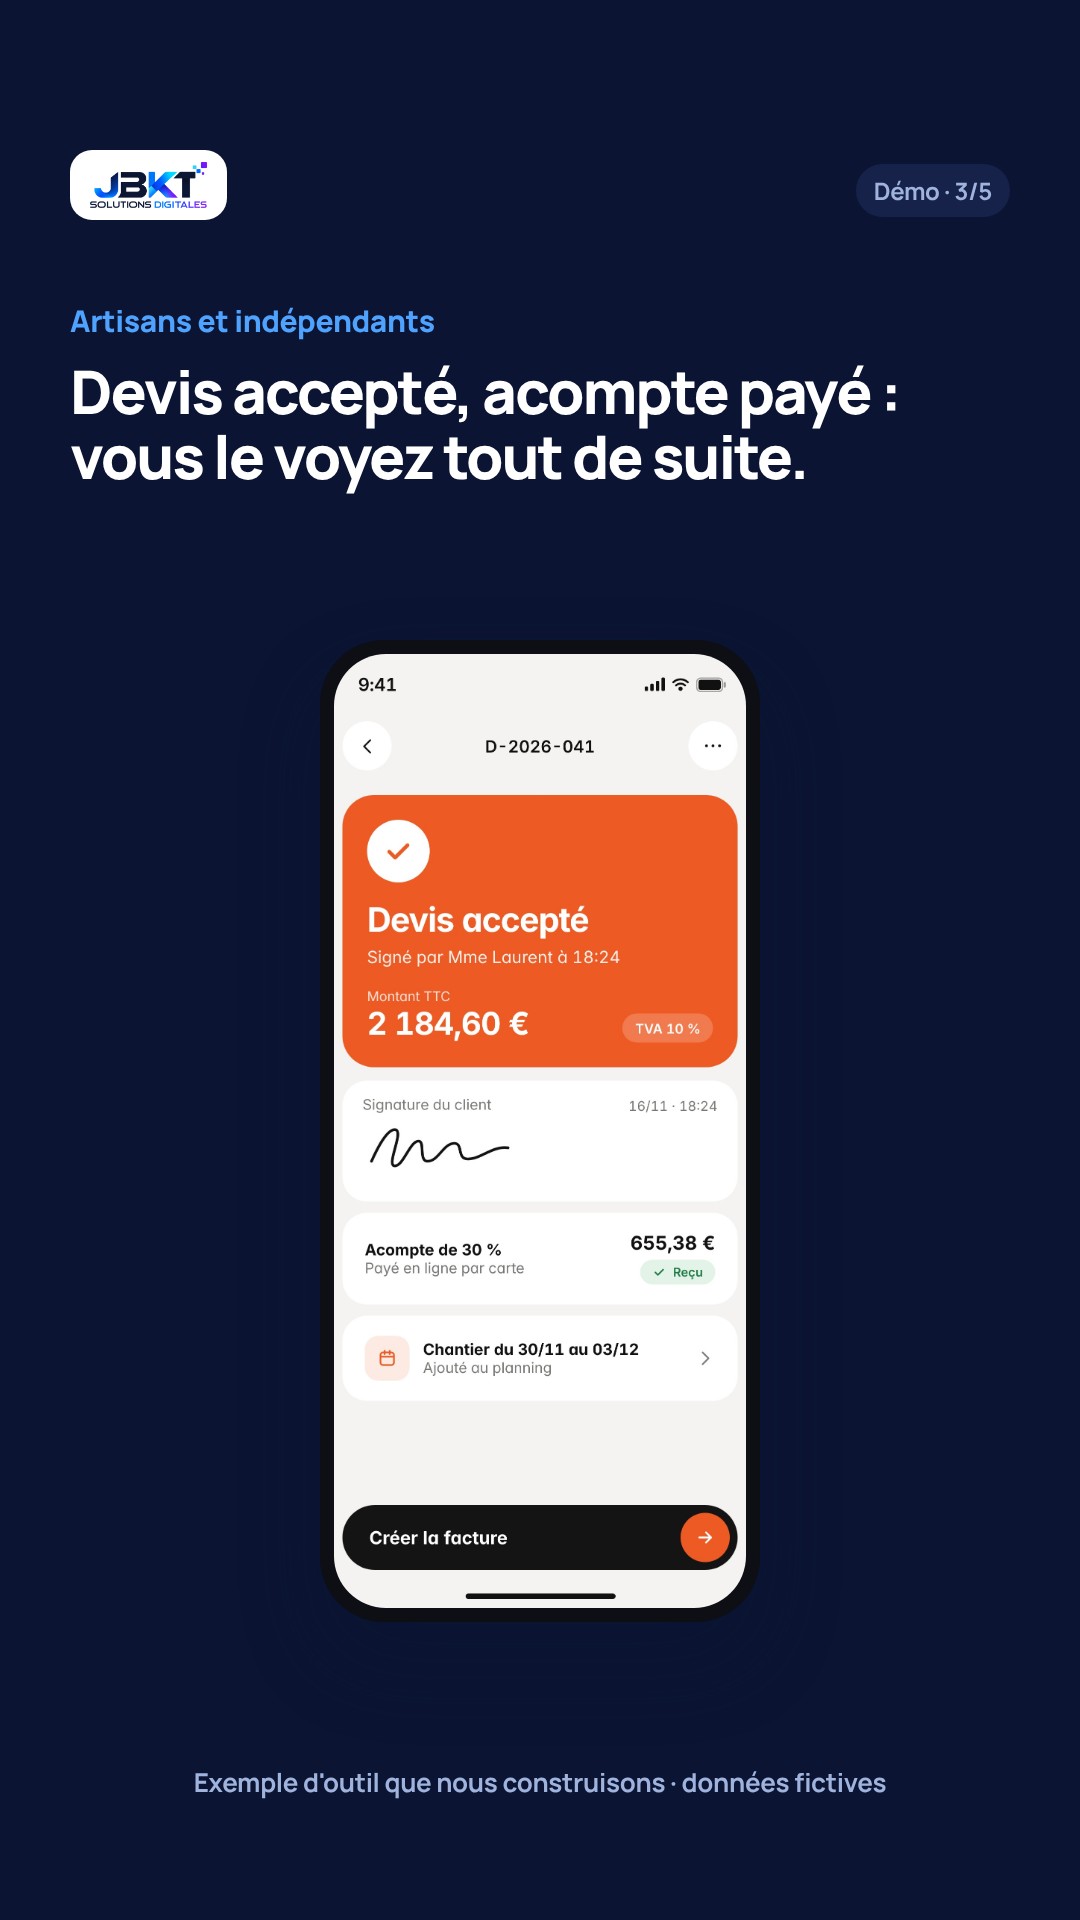 JBKT
SOLUTIONS DIGITALES
Démo · 3/5
Artisans et indépendants
Devis accepté, acompte payé :
vous le voyez tout de suite.
9:41
D-2026-041
Devis accepté
Signé par Mme Laurent à 18:24
Montant TTC
2 184,60 €
TVA 10 %
Signature du client
16/11 · 18:24
Acompte de 30 %
655,38 €
Payé en ligne par carte
Reçu
Chantier du 30/11 au 03/12
Ajouté au planning
Créer la facture
Exemple d'outil que nous construisons · données fictives